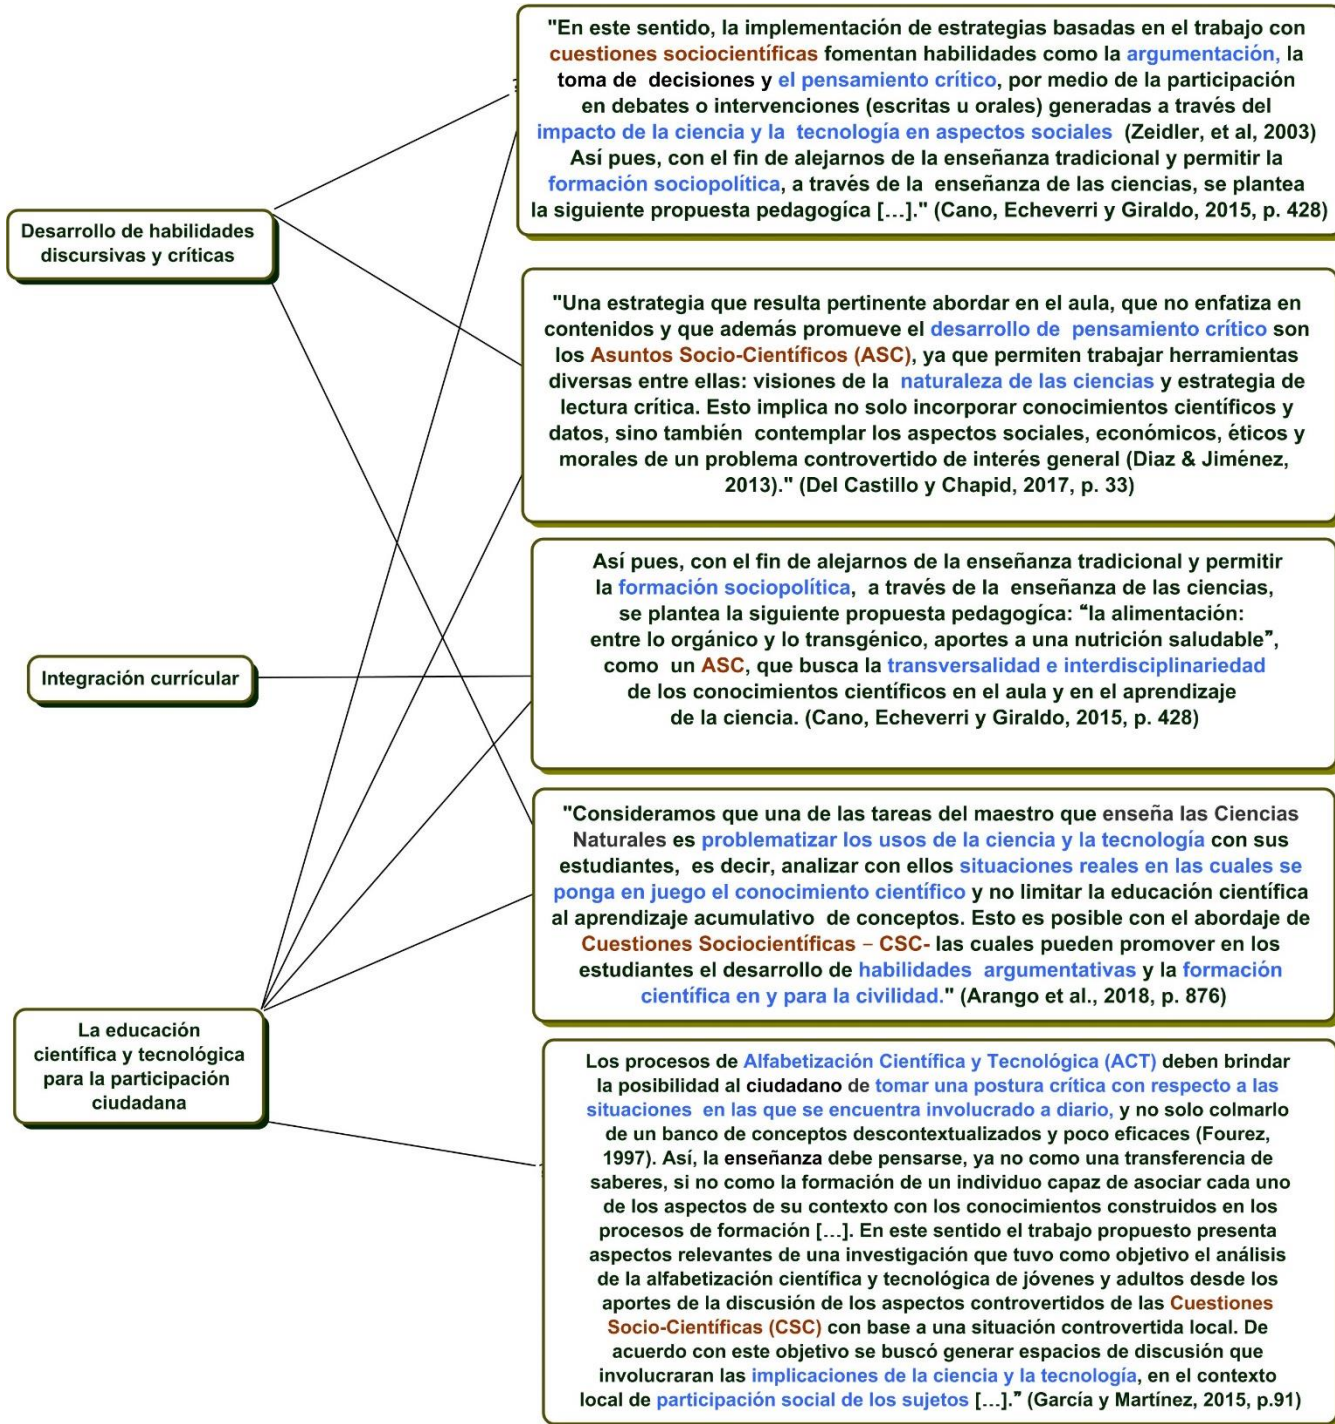 "En este sentido, la implementación de estrategias basadas en el trabajo con
cuestiones sociocientíficas fomentan habilidades como la argumentación, la
toma de decisiones y el pensamiento crítico, por medio de la participación
en debates o intervenciones (escritas u orales) generadas a través del
impacto de la ciencia y la tecnología en aspectos sociales (Zeidler, et al, 2003)
Así pues, con el fin de alejarnos de la enseñanza tradicional y permitir la
formación sociopolítica, a través de la enseñanza de las ciencias, se plantea
la siguiente propuesta pedagogíca [...]." (Cano, Echeverri y Giraldo, 2015, p. 428)
Desarrollo de habilidades
discursivas y críticas
"Una estrategia que resulta pertinente abordar en el aula, que no enfatiza en
contenidos y que además promueve el desarrollo de pensamiento crítico son
los Asuntos Socio-Científicos (ASC), ya que permiten trabajar herramientas
diversas entre ellas: visiones de la naturaleza de las ciencias y estrategia de
lectura crítica. Esto implica no solo incorporar conocimientos científicos y
datos, sino también contemplar los aspectos sociales, económicos, éticos y
morales de un problema controvertido de interés general (Diaz & Jiménez,
2013)." (Del Castillo y Chapid, 2017, p. 33)
Así pues, con el fin de alejarnos de la enseñanza tradicional y permitir
la formación sociopolítica, a través de la enseñanza de las ciencias,
se plantea la siguiente propuesta pedagogíca: “la alimentación:
entre lo orgánico y lo transgénico, aportes a una nutrición saludable”,
como un ASC, que busca la transversalidad e interdisciplinariedad
de los conocimientos científicos en el aula y en el aprendizaje
de la ciencia. (Cano, Echeverri y Giraldo, 2015, p. 428)
Integración currícular
"Consideramos que una de las tareas del maestro que enseña las Ciencias
Naturales es problematizar los usos de la ciencia y la tecnología con sus
estudiantes, es decir, analizar con ellos situaciones reales en las cuales se
ponga en juego el conocimiento científico y no limitar la educación científica
al aprendizaje acumulativo de conceptos. Esto es posible con el abordaje de
Cuestiones Sociocientíficas – CSC- las cuales pueden promover en los
estudiantes el desarrollo de habilidades argumentativas y la formación
científica en y para la civilidad." (Arango et al., 2018, p. 876)
La educación
científica y tecnológica
para la participación
ciudadana
Los procesos de Alfabetización Científica y Tecnológica (ACT) deben brindar
la posibilidad al ciudadano de tomar una postura crítica con respecto a las
situaciones en las que se encuentra involucrado a diario, y no solo colmarlo
de un banco de conceptos descontextualizados y poco eficaces (Fourez,
1997). Así, la enseñanza debe pensarse, ya no como una transferencia de
saberes, si no como la formación de un individuo capaz de asociar cada uno
de los aspectos de su contexto con los conocimientos construidos en los
procesos de formación [...]. En este sentido el trabajo propuesto presenta
aspectos relevantes de una investigación que tuvo como objetivo el análisis
de la alfabetización científica y tecnológica de jóvenes y adultos desde los
aportes de la discusión de los aspectos controvertidos de las Cuestiones
Socio-Científicas (CSC) con base a una situación controvertida local. De
acuerdo con este objetivo se buscó generar espacios de discusión que
involucraran las implicaciones de la ciencia y la tecnología, en el contexto
local de participación social de los sujetos [...].” (García y Martínez, 2015, p.91)